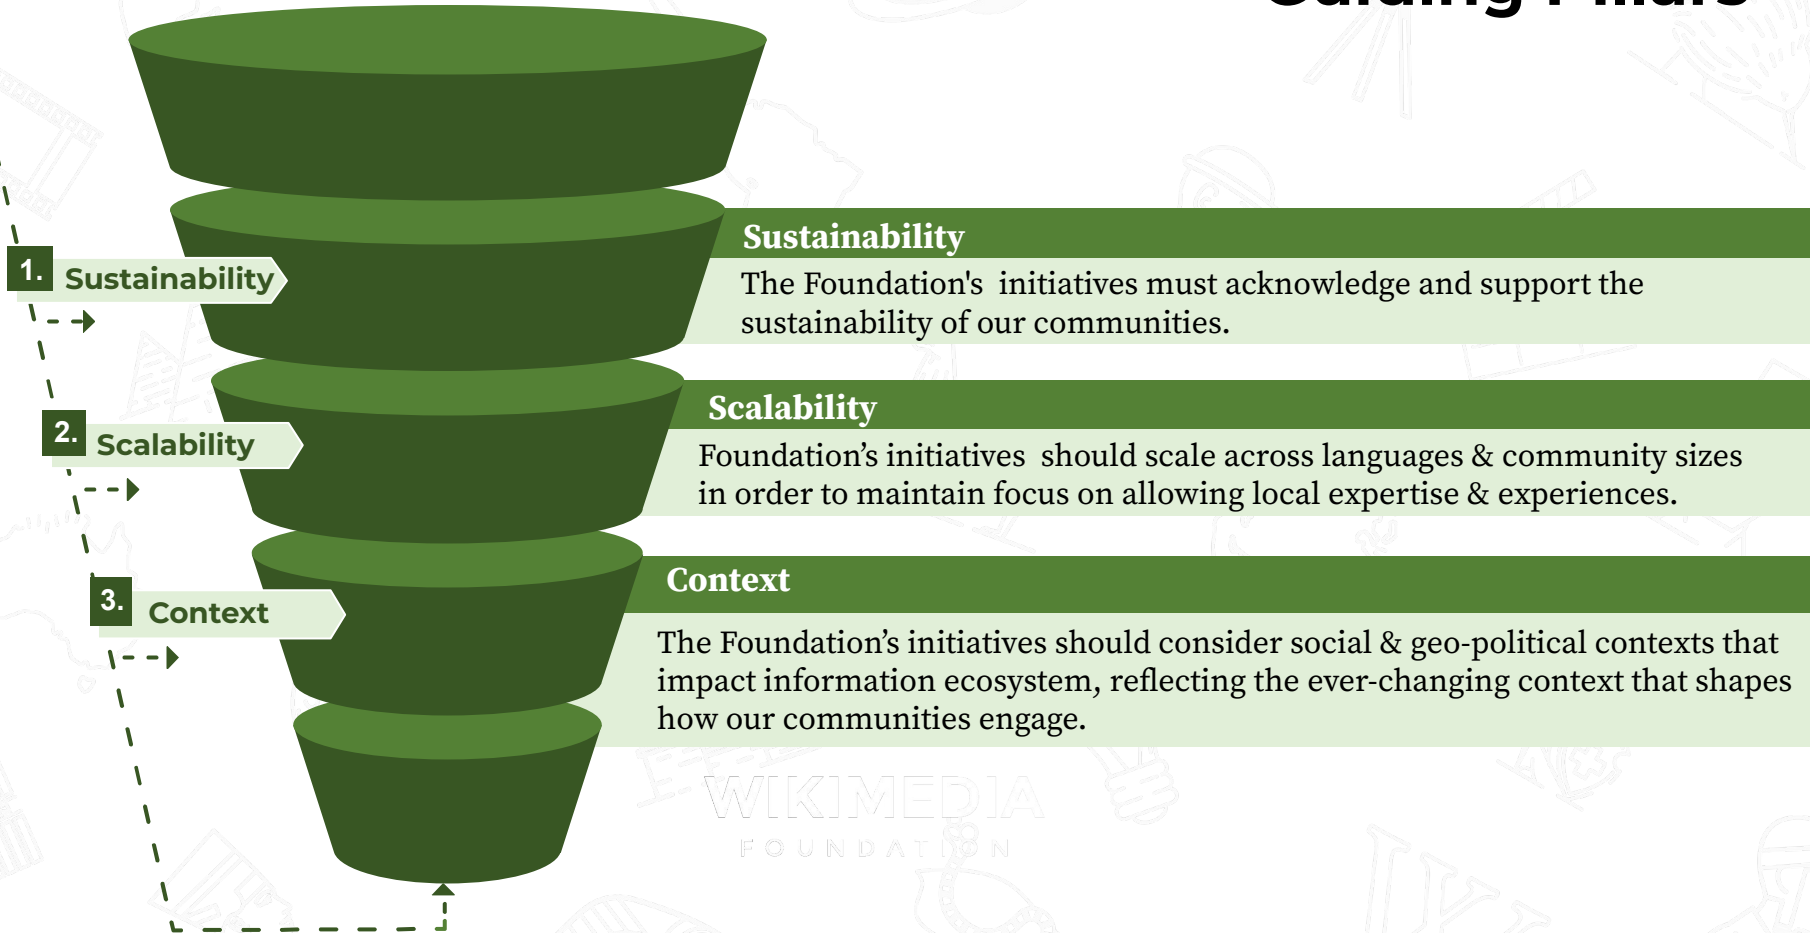 Guiding Pillars
1. Sustainability
Sustainability
The Foundation's initiatives must acknowledge and support the
sustainability of our communities.
2. Scalability
Scalability
Foundation’s initiatives should scale across languages & community sizes
in order to maintain focus on allowing local expertise & experiences.
3. Context
Context
The Foundation’s initiatives should consider social & geo-political contexts that
impact information ecosystem, reflecting the ever-changing context that shapes
how our communities engage.
WIKIMEDIA
FOUNDATION